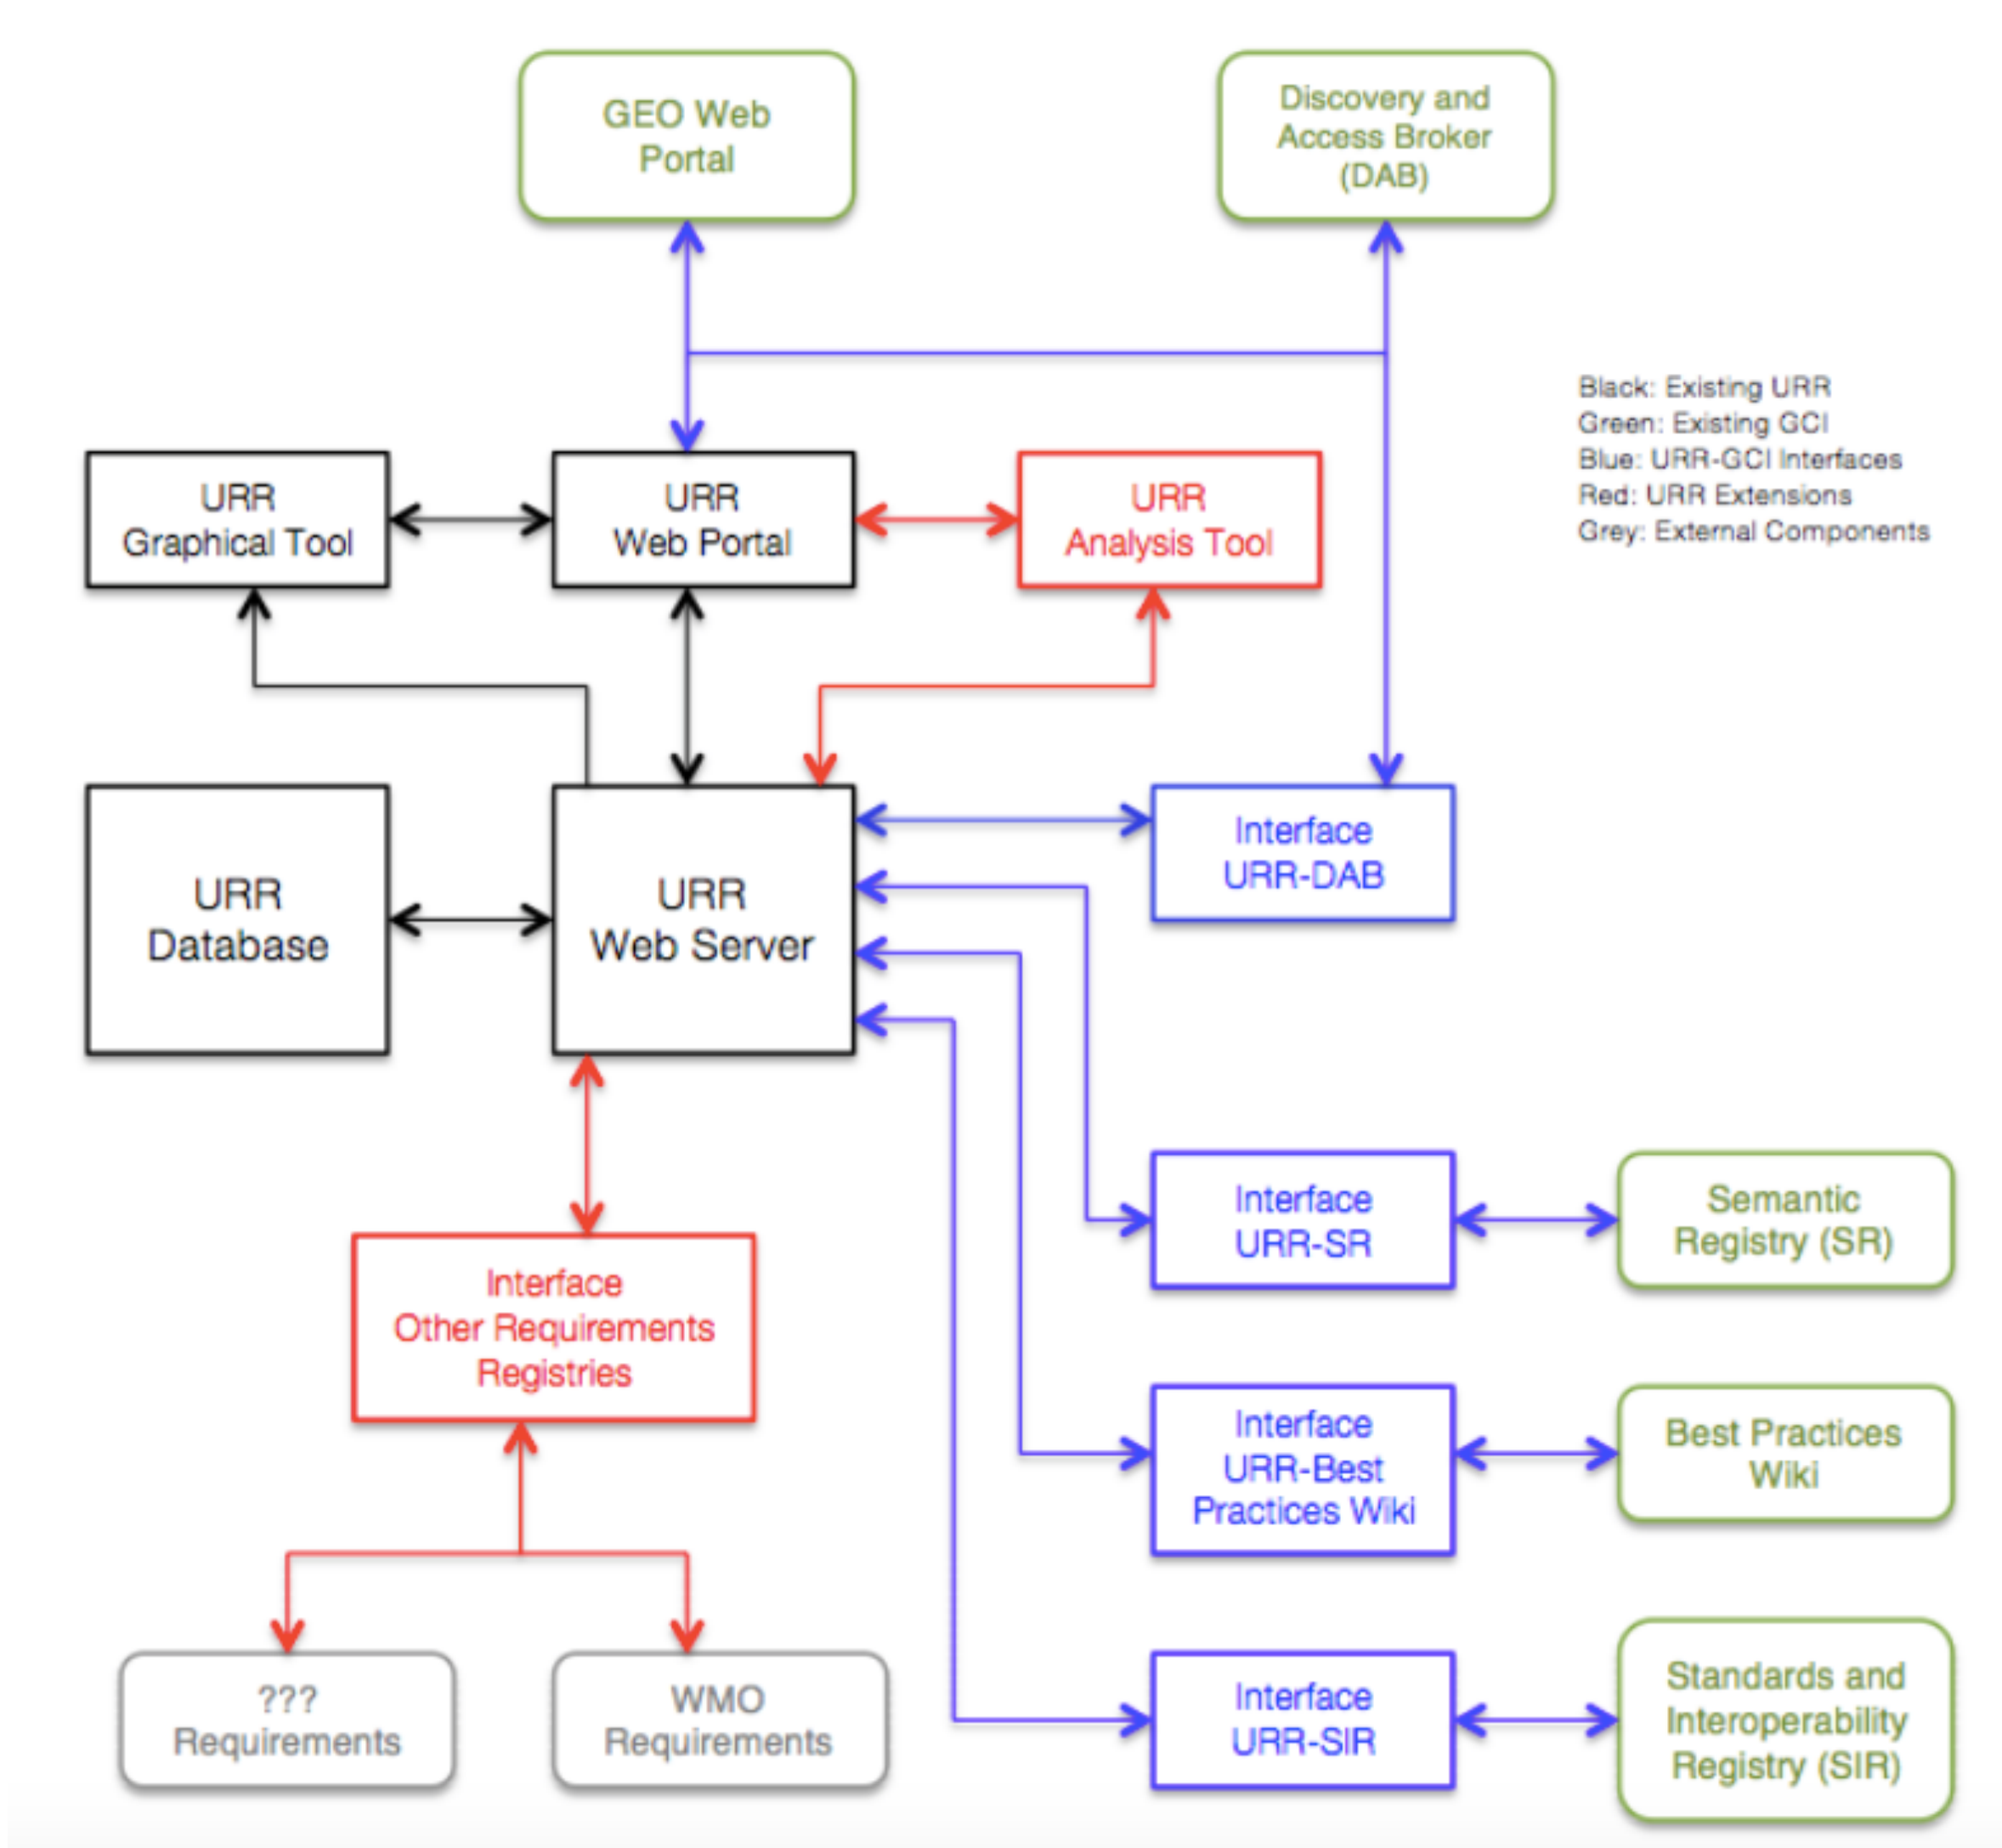 GEO Web
Portal
Discovery and
Access Broker
(DAB)
Black: Existing URR
Green: Existing GCI
Blue: URR-GCI Interfaces
Red: URR Extensions
Grey: External Components
URR
Graphical Tool
URR
Web Portal
URR
Analysis Tool
URR
Database
URR
Web Server
Interface
URR-DAB
Interface
URR-SR
Semantic
Registry (SR)
Interface
Other Requirements
Registries
Interface
URR-Best
Practices Wiki
Best Practices
Wiki
???
Requirements
WMO
Requirements
Interface
URR-SIR
Standards and
Interoperability
Registry (SIR)